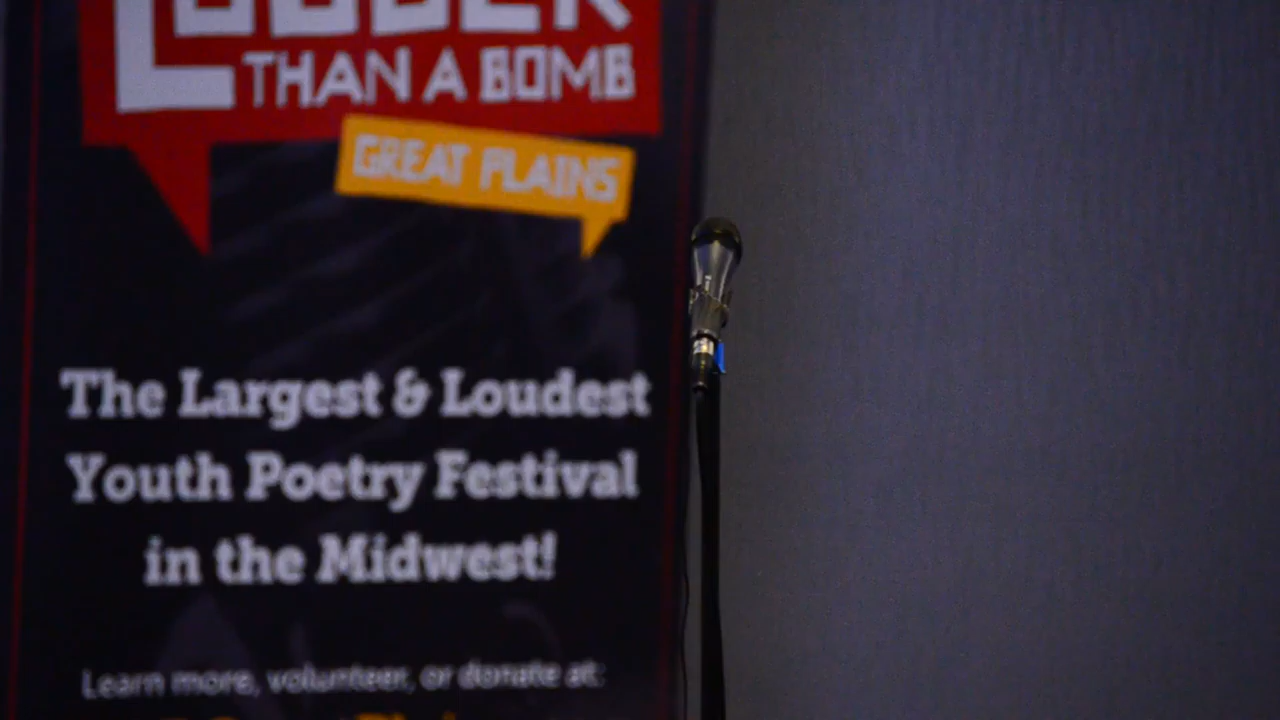 LOUDER
THAN A BOMB
GREAT PLAINS
The Largest & Loudest
Youth Poetry Festival
in the Midwest!
Learn more, volunteer, or donate at: